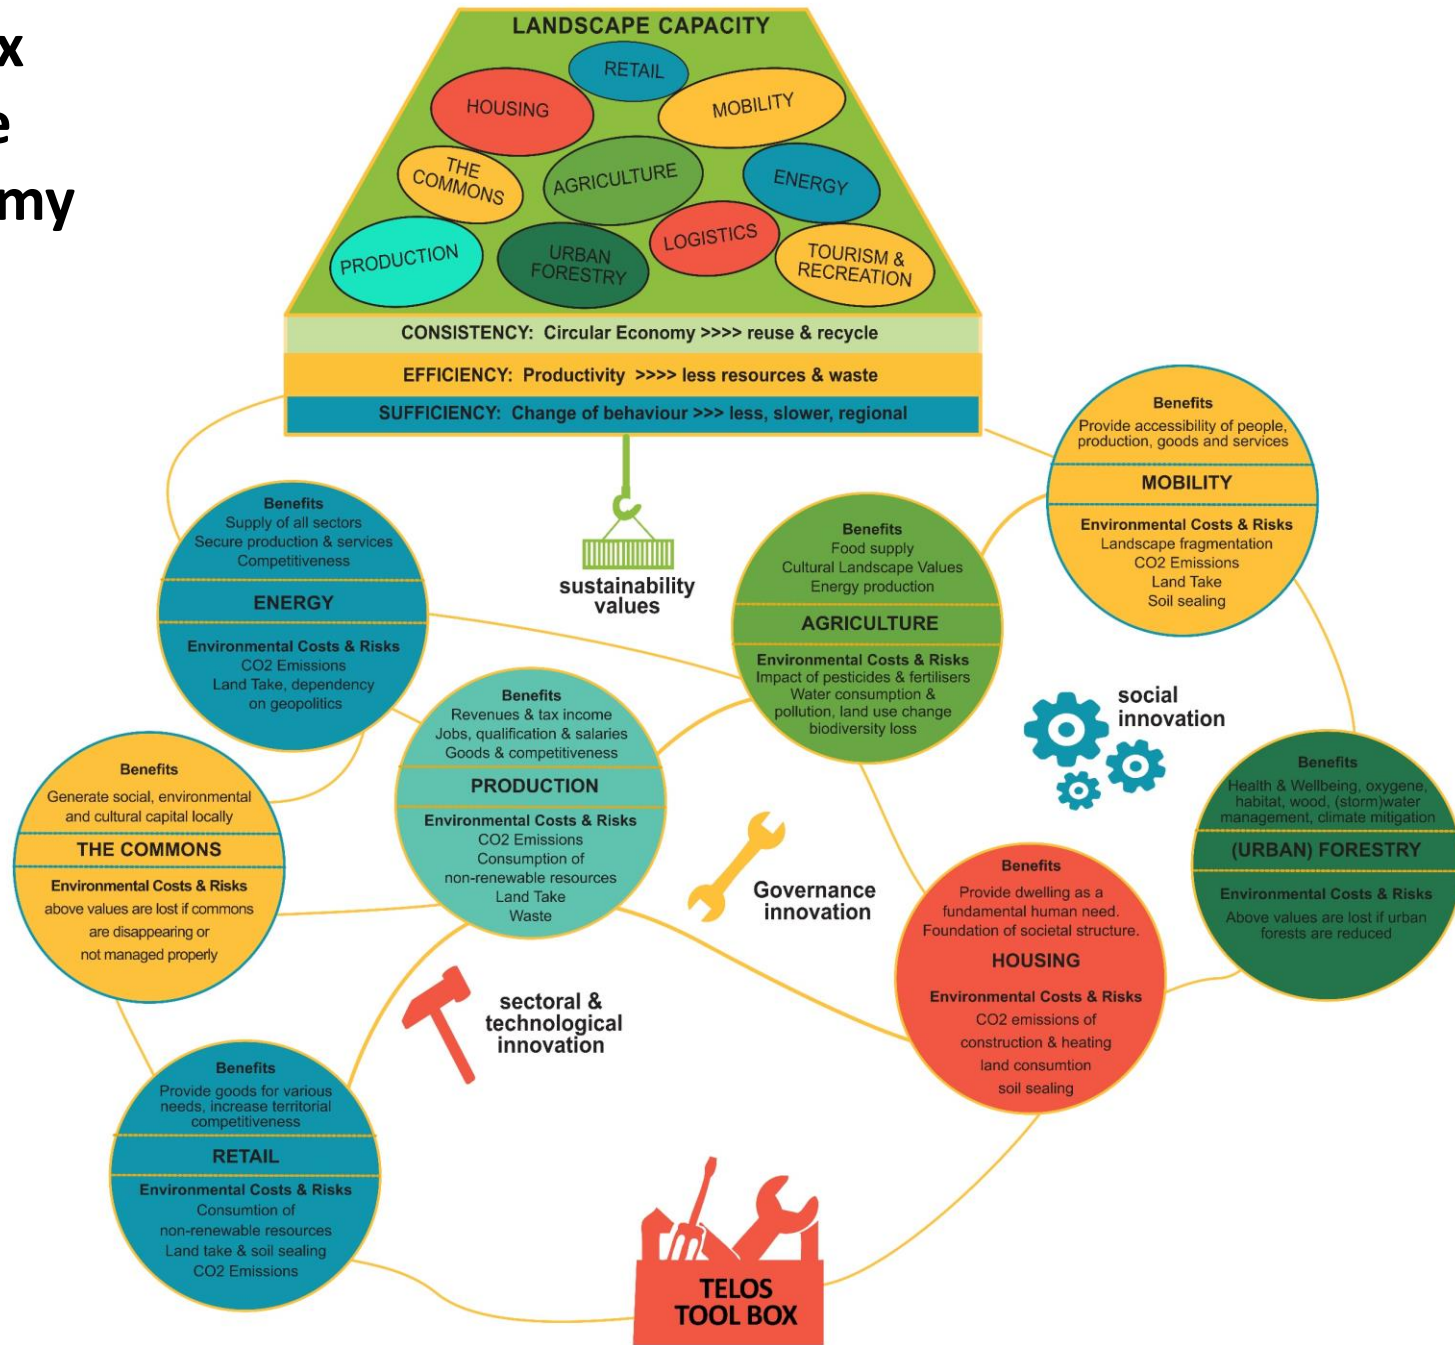 x
e
my
LANDSCAPE CAPACITY
RETAIL
HOUSING
MOBILITY
THE
COMMONS
AGRICULTURE
ENERGY
PRODUCTION
URBAN
FORESTRY
LOGISTICS
TOURISM &
RECREATION
CONSISTENCY: Circular Economy >>>> reuse & recycle
EFFICIENCY: Productivity >>>> less resources & waste
SUFFICIENCY: Change of behaviour >>> less, slower, regional
Benefits
Provide accessibility of people,
production, goods and services
MOBILITY
Environmental Costs & Risks
Landscape fragmentation
CO2 Emissions
Land Take
Soil sealing
Benefits
Supply of all sectors
Secure production & services
Competitiveness
ENERGY
Environmental Costs & Risks
CO2 Emissions
Land Take, dependency
on geopolitics
sustainability
values
Benefits
Food supply
Cultural Landscape Values
Energy production
AGRICULTURE
Environmental Costs & Risks
Impact of pesticides & fertilisers
Water consumption &
pollution, land use change
biodiversity loss
Benefits
Revenues & tax income
Jobs, qualification & salaries
Goods & competitiveness
PRODUCTION
Environmental Costs & Risks
CO2 Emissions
Consumption of
non-renewable resources
Land Take
Waste
social
innovation
Benefits
Generate social, environmental
and cultural capital locally
THE COMMONS
Environmental Costs & Risks
above values are lost if commons
are disappearing or
not managed properly
Benefits
Health & Wellbeing, oxygene,
habitat, wood, (storm)water
management, climate mitigation
(URBAN) FORESTRY
Environmental Costs & Risks
Above values are lost if urban
forests are reduced
Governance
innovation
Benefits
Provide dwelling as a
fundamental human need.
Foundation of societal structure.
HOUSING
Environmental Costs & Risks
CO2 emissions of
construction & heating
land consumtion
soil sealing
sectoral &
technological
innovation
Benefits
Provide goods for various
needs, increase territorial
competitiveness
RETAIL
Environmental Costs & Risks
Consumtion of
non-renewable resources
Land take & soil sealing
CO2 Emissions
TELOS
TOOL BOX